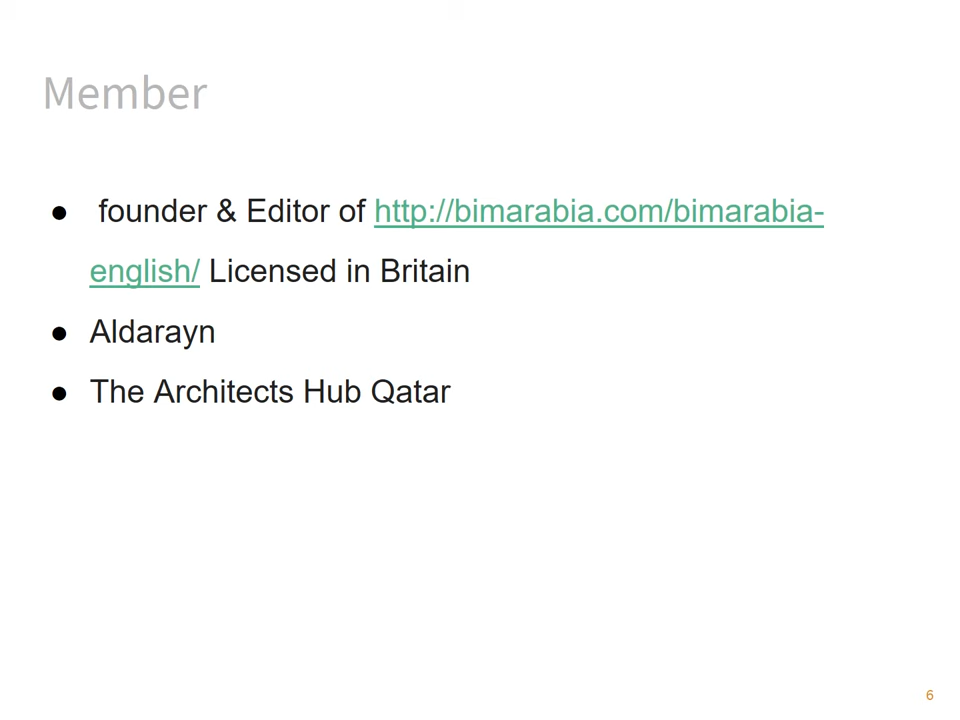 Member
● founder & Editor of http://bimarabia.com/bimarabia-
english/ Licensed in Britain
● Aldarayn
● The Architects Hub Qatar
6